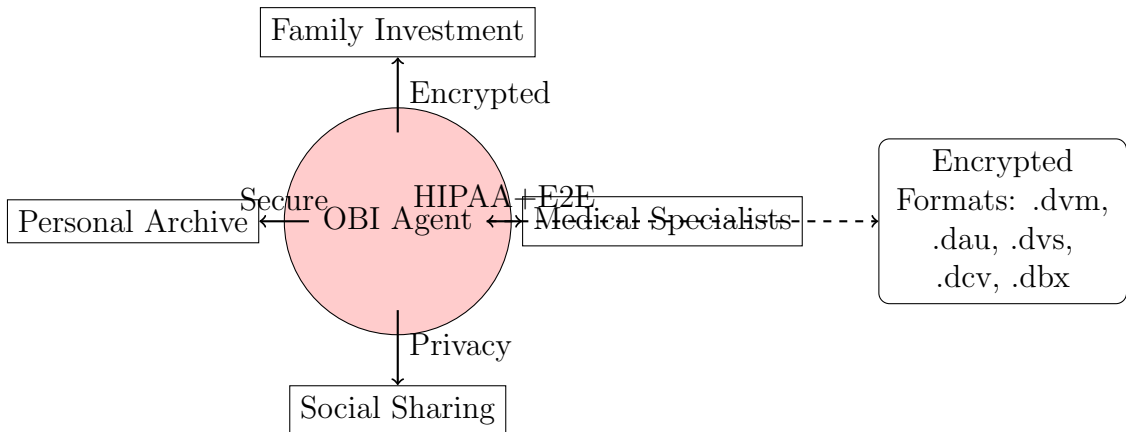 Family Investment
Encrypted
Secure
HIPAA+E2E
Personal Archive
OBI Agent
Medical Specialists
Encrypted
Formats: .dvm,
.dau, .dvs,
.dcv, .dbx
Privacy
Social Sharing